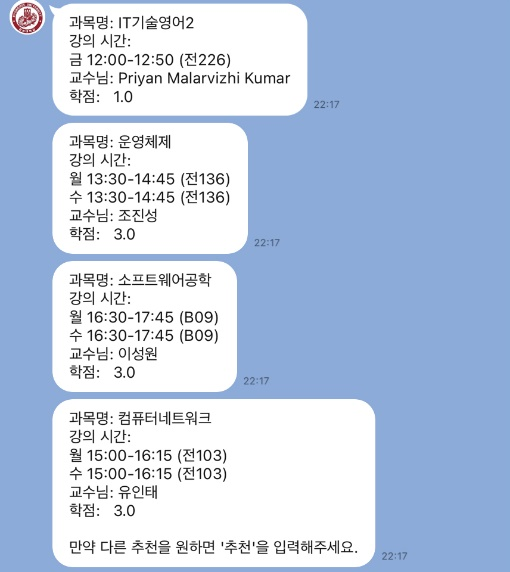 과목명: IT기술영어2
강의 시간:
금 12:00-12:50 (전226)
교수님: Priyan Malarvizhi Kumar
학점: 1.0
22:17
과목명: 운영체제
강의 시간:
월 13:30-14:45 (전136)
수 13:30-14:45 (전136)
교수님: 조진성
학점: 3.0
22:17
과목명: 소프트웨어공학
강의 시간:
월 16:30-17:45 (B09)
수 16:30-17:45 (B09)
교수님: 이성원
학점: 3.0
22:17
과목명: 컴퓨터네트워크
강의 시간:
월 15:00-16:15 (전103)
수 15:00-16:15 (전103)
교수님: 유인태
학점: 3.0
만약 다른 추천을 원하면 '추천'을 입력해주세요.
22:17